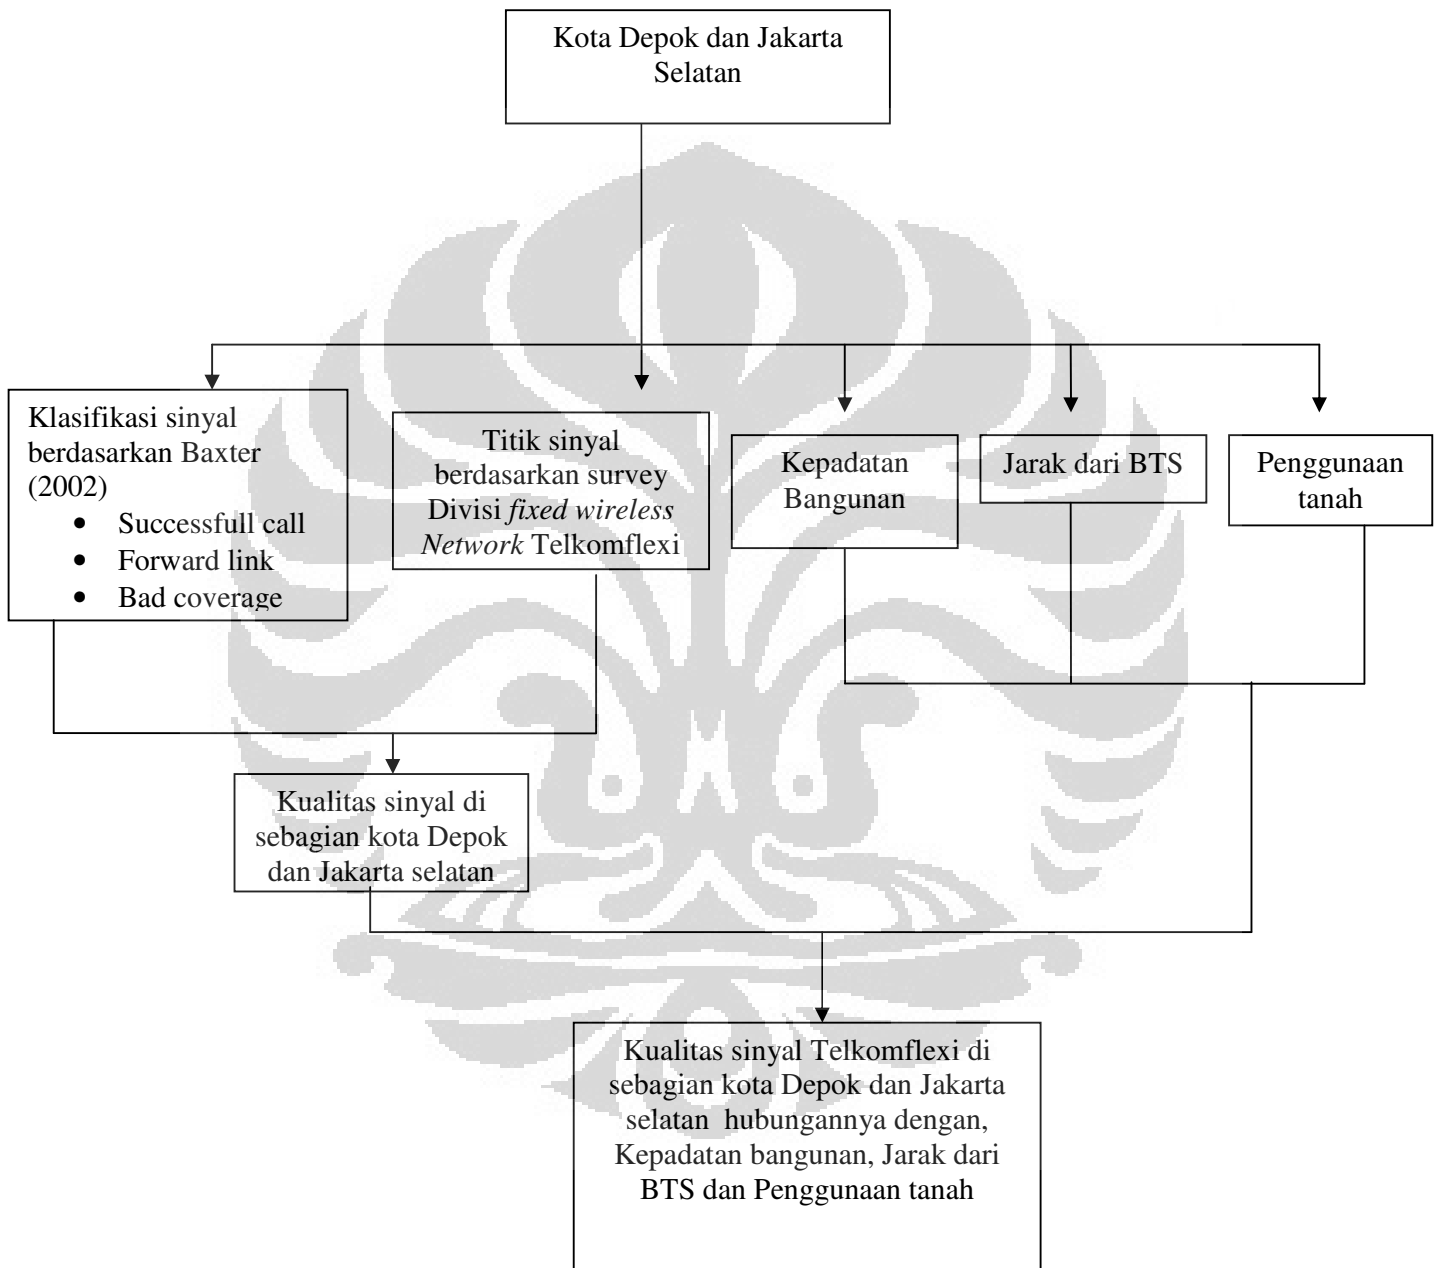 Kota Depok dan Jakarta
Selatan
Klasifikasi sinyal
berdasarkan Baxter
(2002)
• Successfull call
• Forward link
• Bad coverage
Titik sinyal
berdasarkan survey
Divisi fixed wireless
Network Telkomflexi
Kepadatan
Bangunan
Jarak dari BTS
Penggunaan
tanah
Kualitas sinyal di
sebagian kota Depok
dan Jakarta selatan
Kualitas sinyal Telkomflexi di
sebagian kota Depok dan Jakarta
selatan hubungannya dengan,
Kepadatan bangunan, Jarak dari
BTS dan Penggunaan tanah